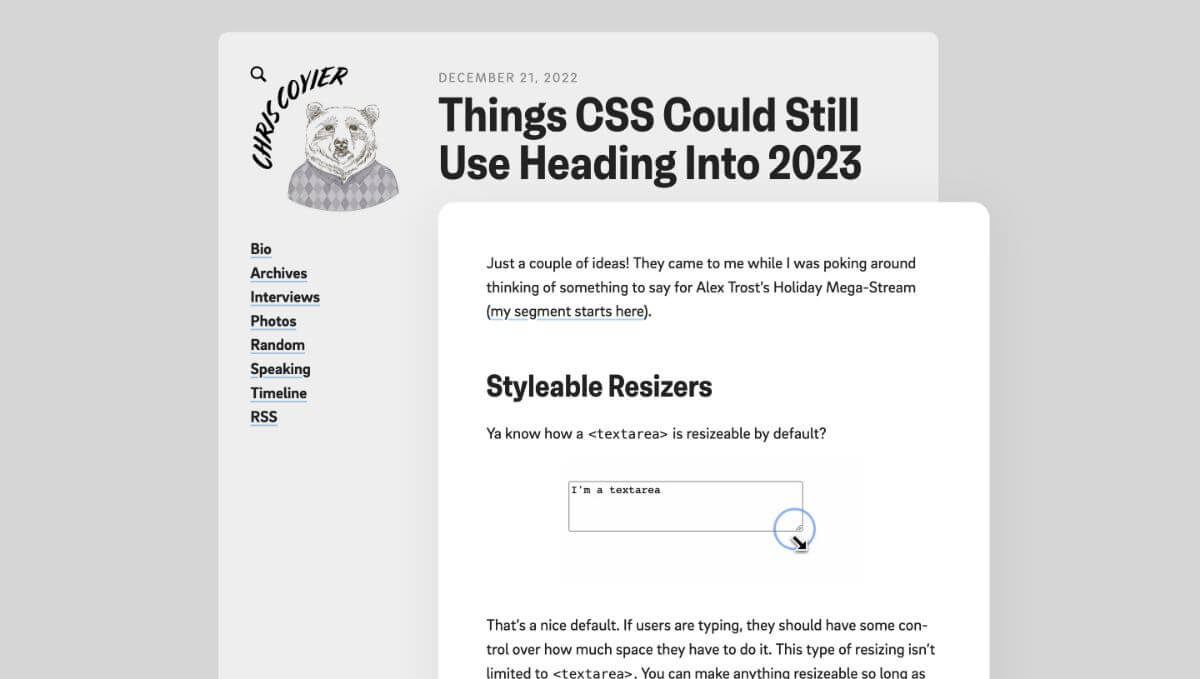 CHRIS COYIER
Bio
Archives
Interviews
Photos
Random
Speaking
Timeline
RSS
DECEMBER 21, 2022
Things CSS Could Still
Use Heading Into 2023
Just a couple of ideas! They came to me while I was poking around
thinking of something to say for Alex Trost’s Holiday Mega-Stream
(my segment starts here).
Styleable Resizers
Ya know how a <textarea> is resizeable by default?
I'm a textarea
That’s a nice default. If users are typing, they should have some con-
trol over how much space they have to do it. This type of resizing isn’t
limited to <textarea>. You can make anything resizeable so long as